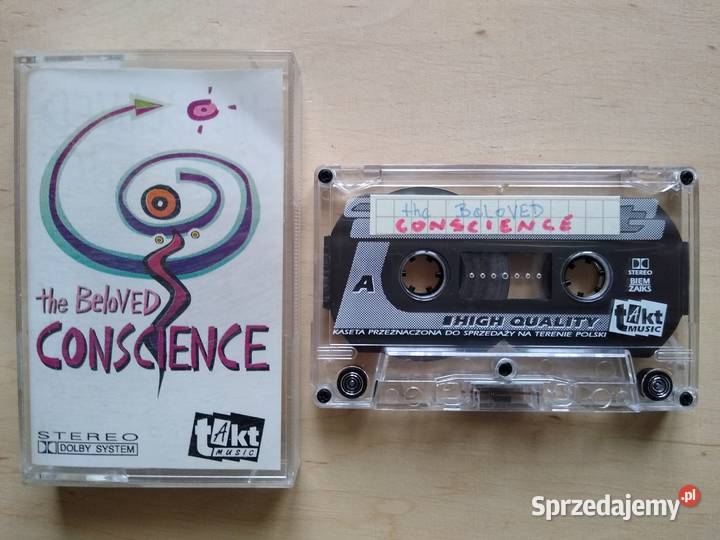 the BeLoVED
CONSCIENCE
STEREO
DOLBY SYSTEM
takt
MUSIC
the BeLoVED
CONSCIENCE
A
STEREO
BIEM
ZAIKS
HIGH QUALITY
KASETA PRZEZNACZONA DO SPRZEDAŻY NA TERENIE POLSKI
takt
MUSIC
Sprzedajemy.pl